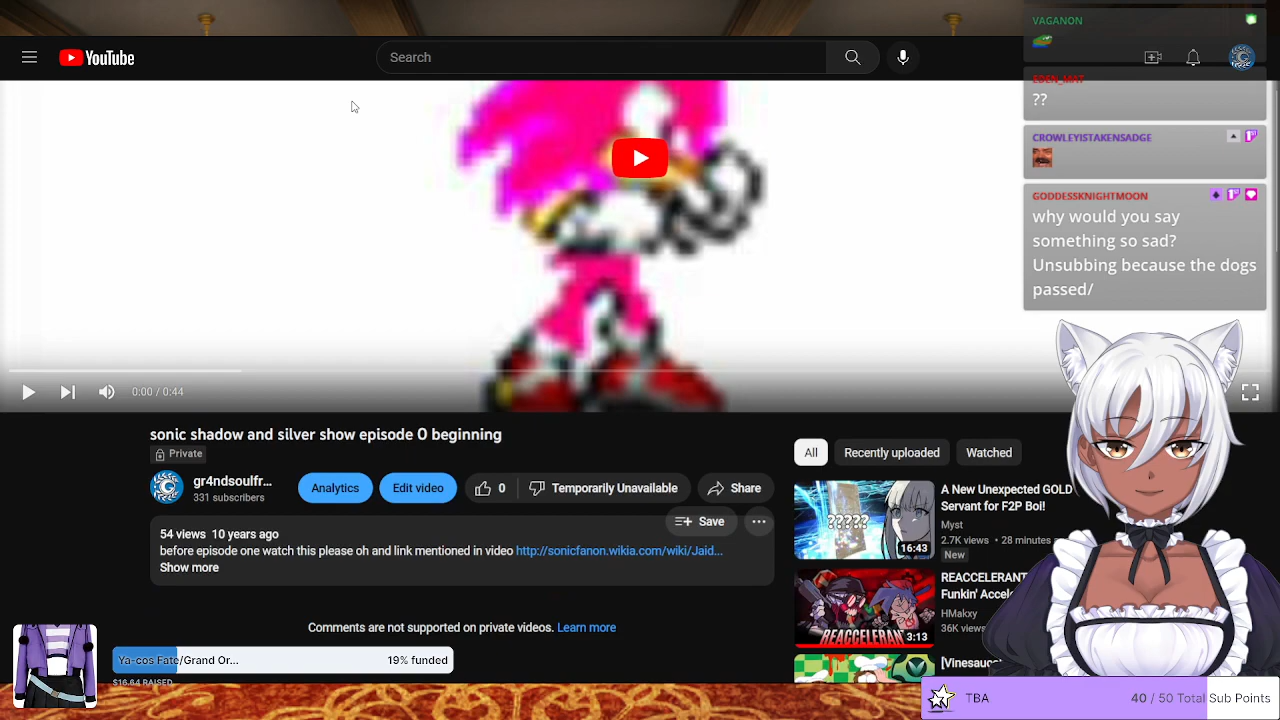 YouTube
Search
VAGANON
EDEN_MAT
??
CROWLEYISTAKENSADGE
GODDESSKNIGHTMOON
why would you say
something so sad?
Unsubbing because the dogs
passed/
0:00 / 0:44
sonic shadow and silver show episode 0 beginning
Private
gr4ndsoulfr...
331 subscribers
Analytics
Edit video
0
Temporarily Unavailable
Share
Save
54 views 10 years ago
before episode one watch this please oh and link mentioned in video http://sonicfanon.wikia.com/wiki/Jaid...
Show more
Comments are not supported on private videos. Learn more
Ya-cos Fate/Grand Or...
19% funded
$16.64 RAISED
All
Recently uploaded
Watched
?????
16:43
A New Unexpected GOLD
Servant for F2P Boi!
Myst
2.7K views • 28 minutes
New
REACCELERAN
3:13
REACCELERANT
Funkin' Accele
HMakxy
36K views
[Vinesauce
TBA
40 / 50 Total Sub Points